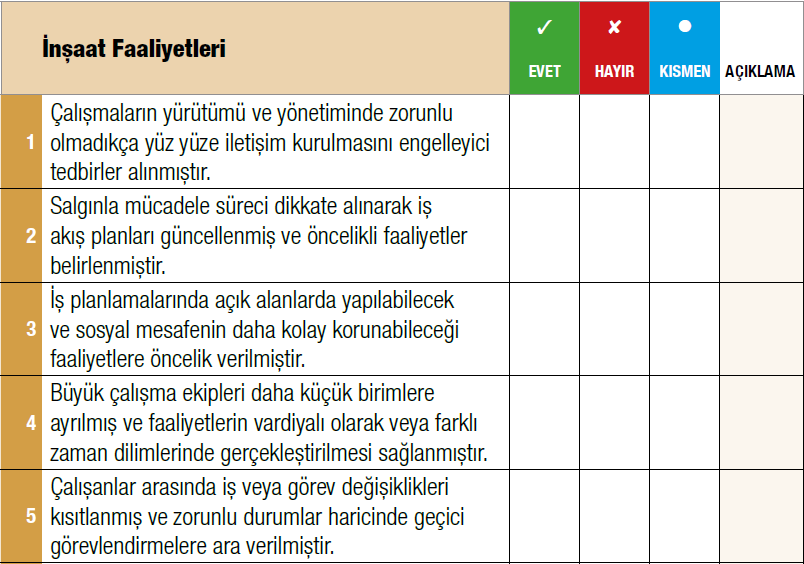 İnşaat Faaliyetleri
✓ ✘ ●
EVET HAYIR KISMEN AÇIKLAMA
1 Çalışmaların yürütümü ve yönetiminde zorunlu
olmadıkça yüz yüze iletişim kurulmasını engelleyici
tedbirler alınmıştır.
2 Salgınla mücadele süreci dikkate alınarak iş
akış planları güncellenmiş ve öncelikli faaliyetler
belirlenmiştir.
3 İş planlamalarında açık alanlarda yapılabilecek
ve sosyal mesafenin daha kolay korunabileceği
faaliyetlere öncelik verilmiştir.
4 Büyük çalışma ekipleri daha küçük birimlere
ayrılmış ve faaliyetlerin vardiyalı olarak veya farklı
zaman dilimlerinde gerçekleştirilmesi sağlanmıştır.
5 Çalışanlar arasında iş veya görev değişiklikleri
kısıtlanmış ve zorunlu durumlar haricinde geçici
görevlendirmelere ara verilmiştir.